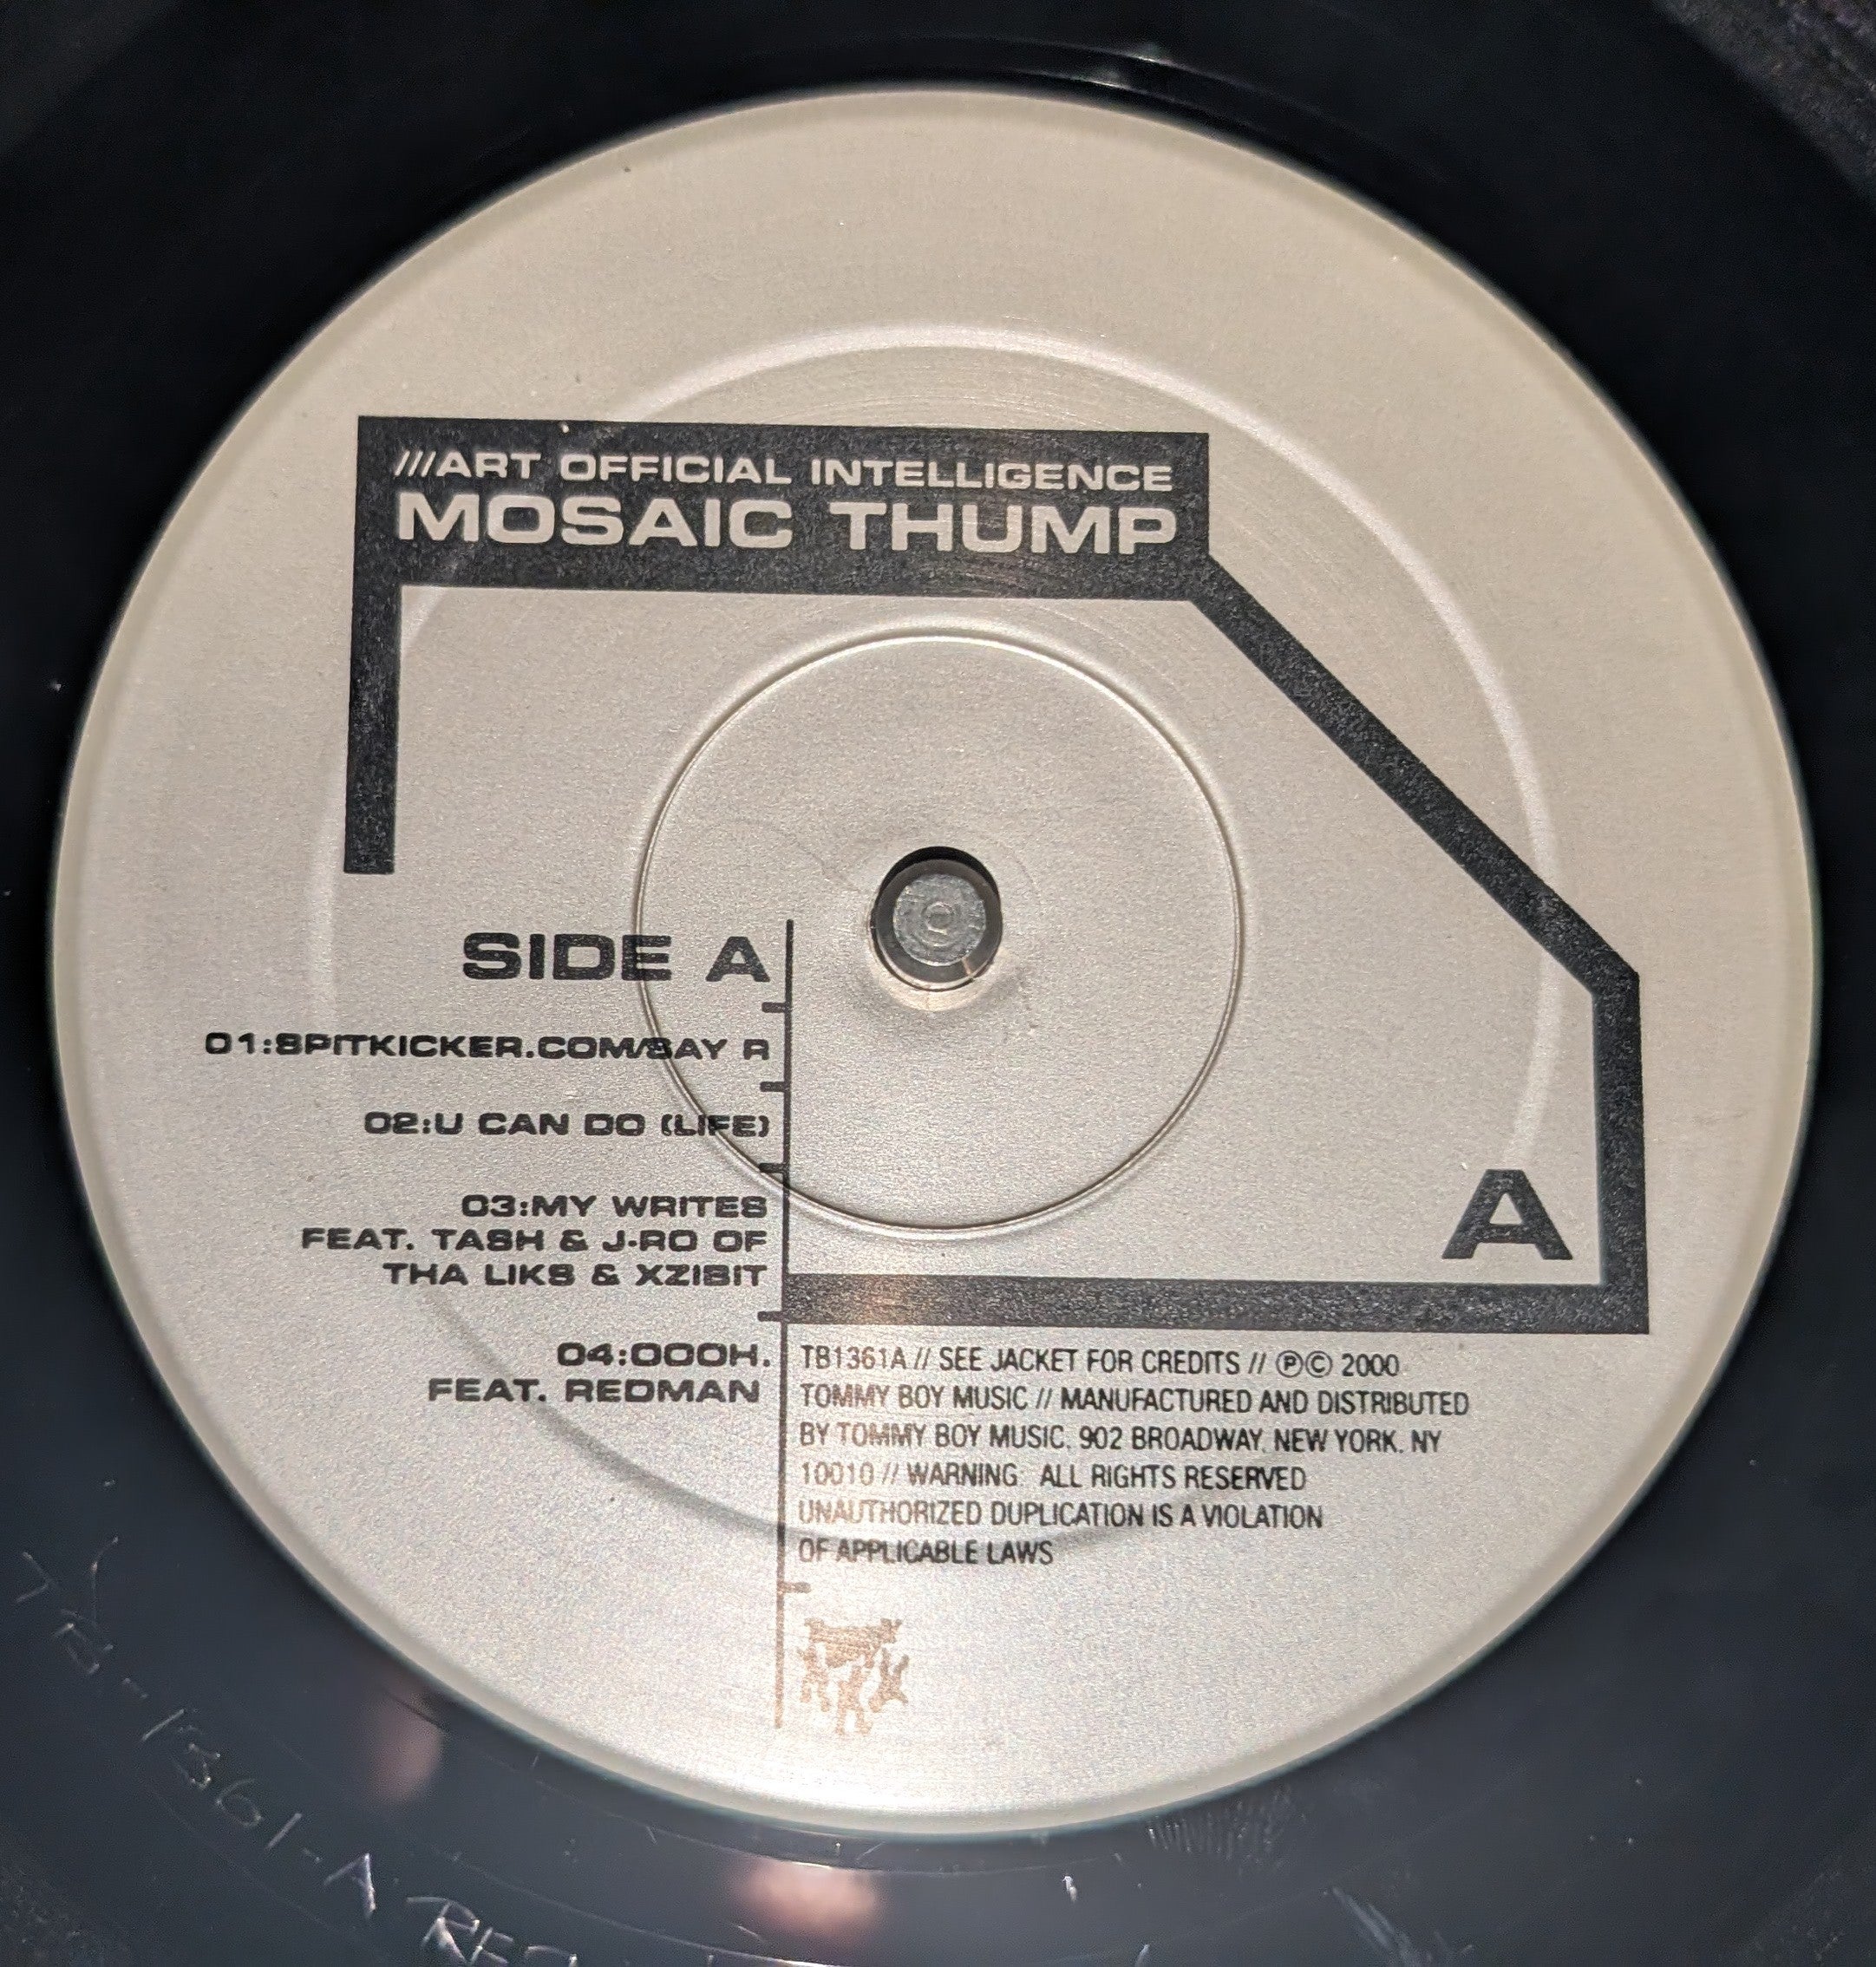 ///ART OFFICIAL INTELLIGENCE
MOSAIC THUMP
SIDE A
01:SPITKICKER.COM/SAY R
02:U CAN DO (LIFE)
03:MY WRITES
FEAT. TASH & J-RO OF
THA LIKS & XZIBIT
04:OOOH.
FEAT. REDMAN
A
TB1361A // SEE JACKET FOR CREDITS // ℗© 2000
TOMMY BOY MUSIC // MANUFACTURED AND DISTRIBUTED
BY TOMMY BOY MUSIC. 902 BROADWAY. NEW YORK. NY
10010 // WARNING: ALL RIGHTS RESERVED
UNAUTHORIZED DUPLICATION IS A VIOLATION
OF APPLICABLE LAWS
TB-1361-A